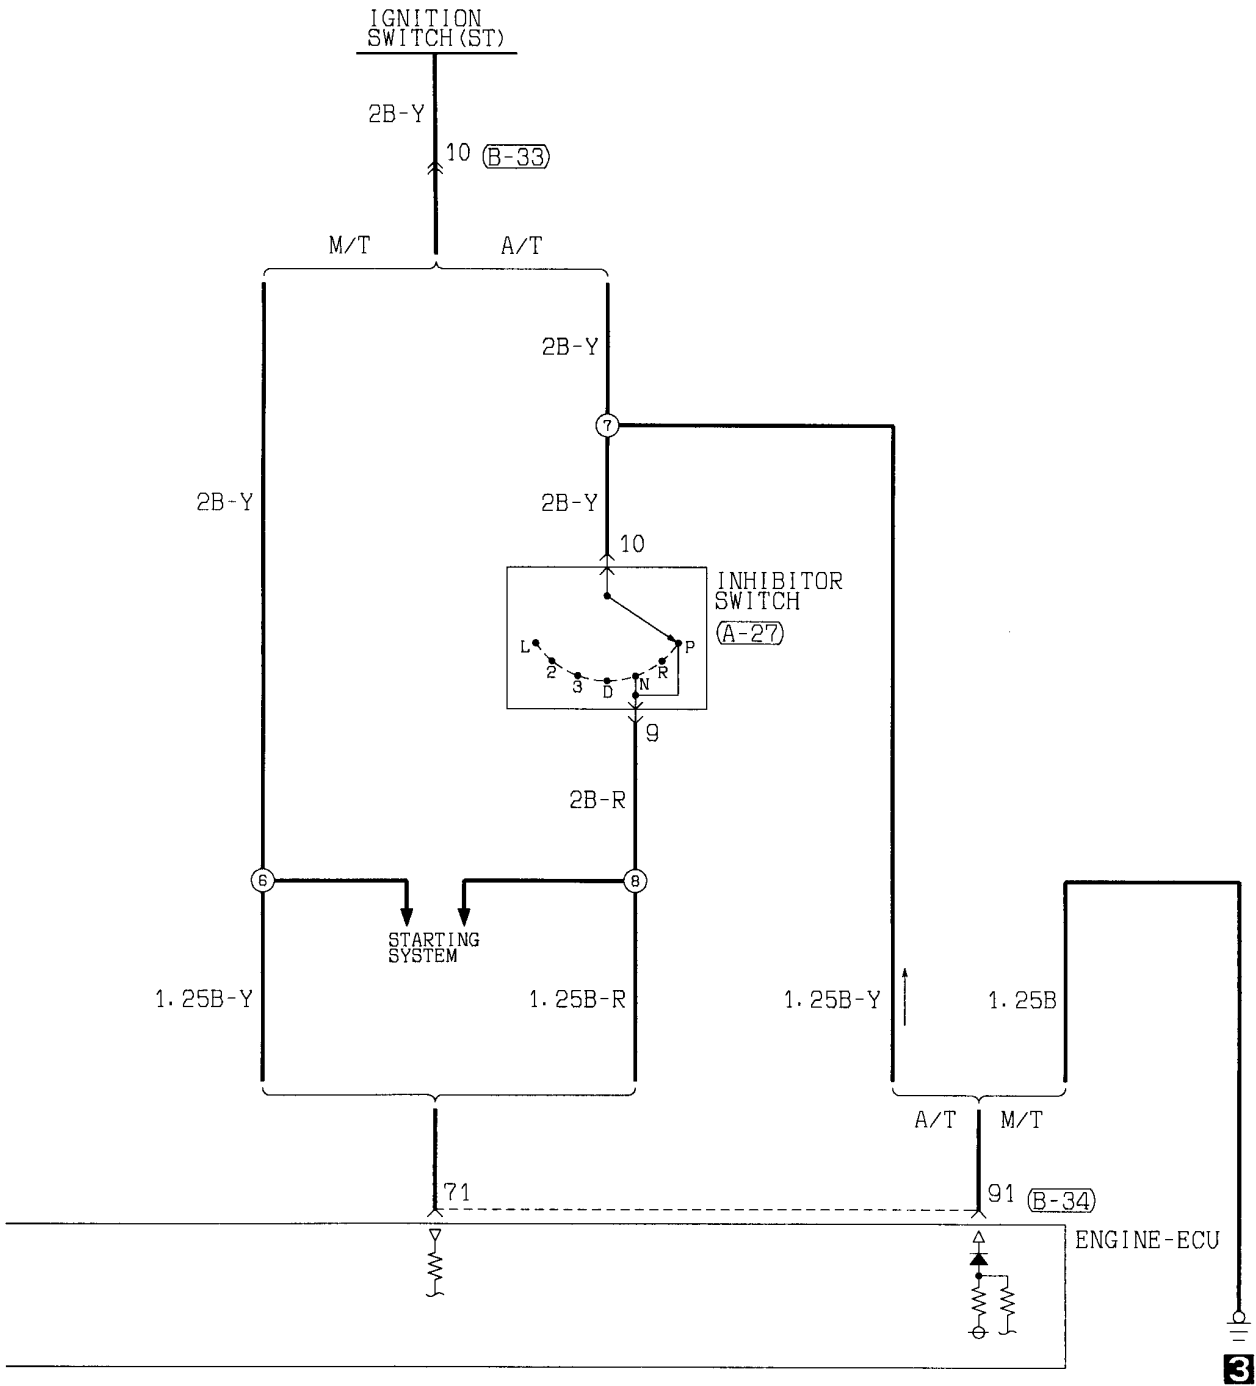 IGNITION
SWITCH(ST)
2B-Y
10 B-33
M/T A/T
2B-Y
7
2B-Y 2B-Y
10
INHIBITOR
SWITCH
A-27
L 2 3 D N R P
9
2B-R
6 8
STARTING
SYSTEM
1.25B-Y 1.25B-R 1.25B-Y 1.25B
A/T M/T
71 91 B-34
ENGINE-ECU
3